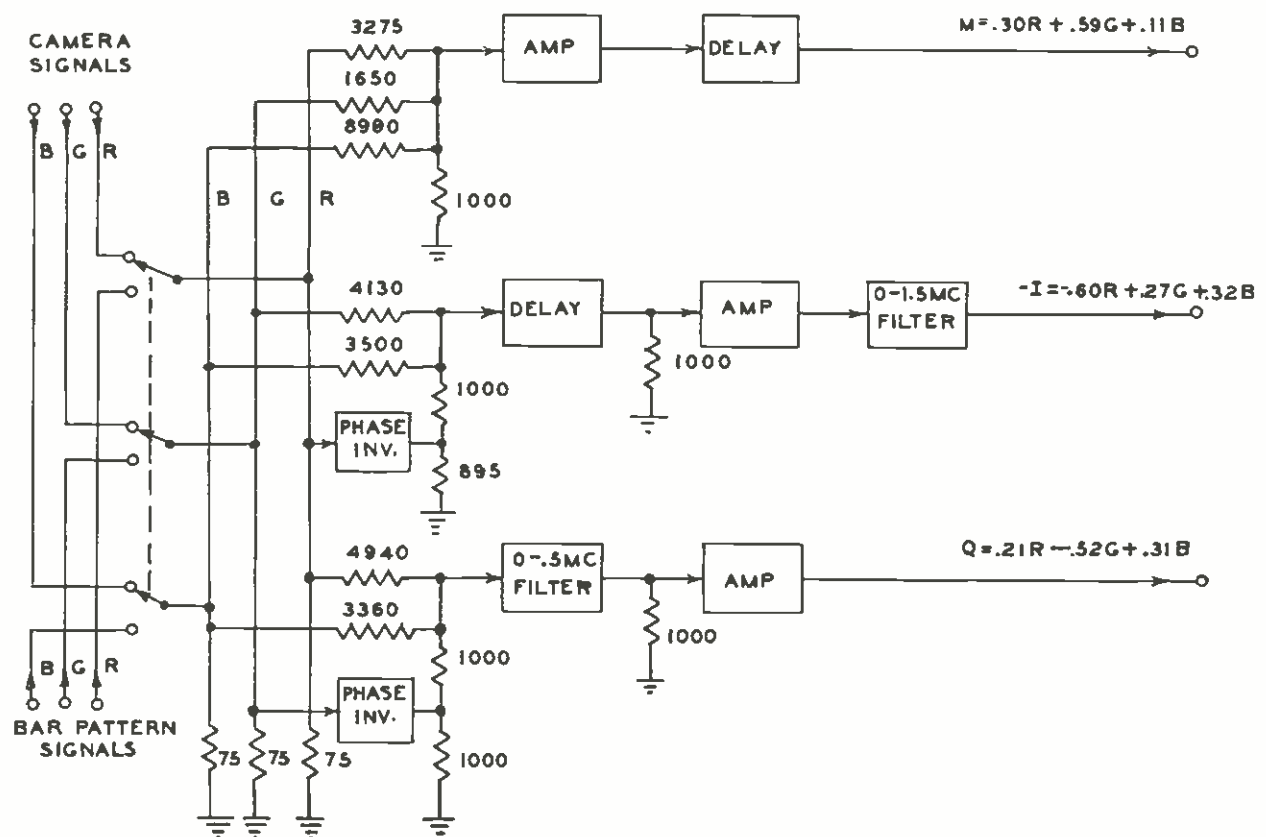 CAMERA
SIGNALS
B G R
3275
1650
8980
1000
AMP
DELAY
M=.30R+.59G+.11B
B G R
4130
3500
1000
PHASE
INV.
895
DELAY
1000
AMP
0-1.5MC
FILTER
-I=-.60R+.27G+.32B
4940
3360
1000
PHASE
INV.
1000
0-.5MC
FILTER
1000
AMP
Q=.21R-.52G+.31B
B G R
BAR PATTERN
SIGNALS
75 75 75